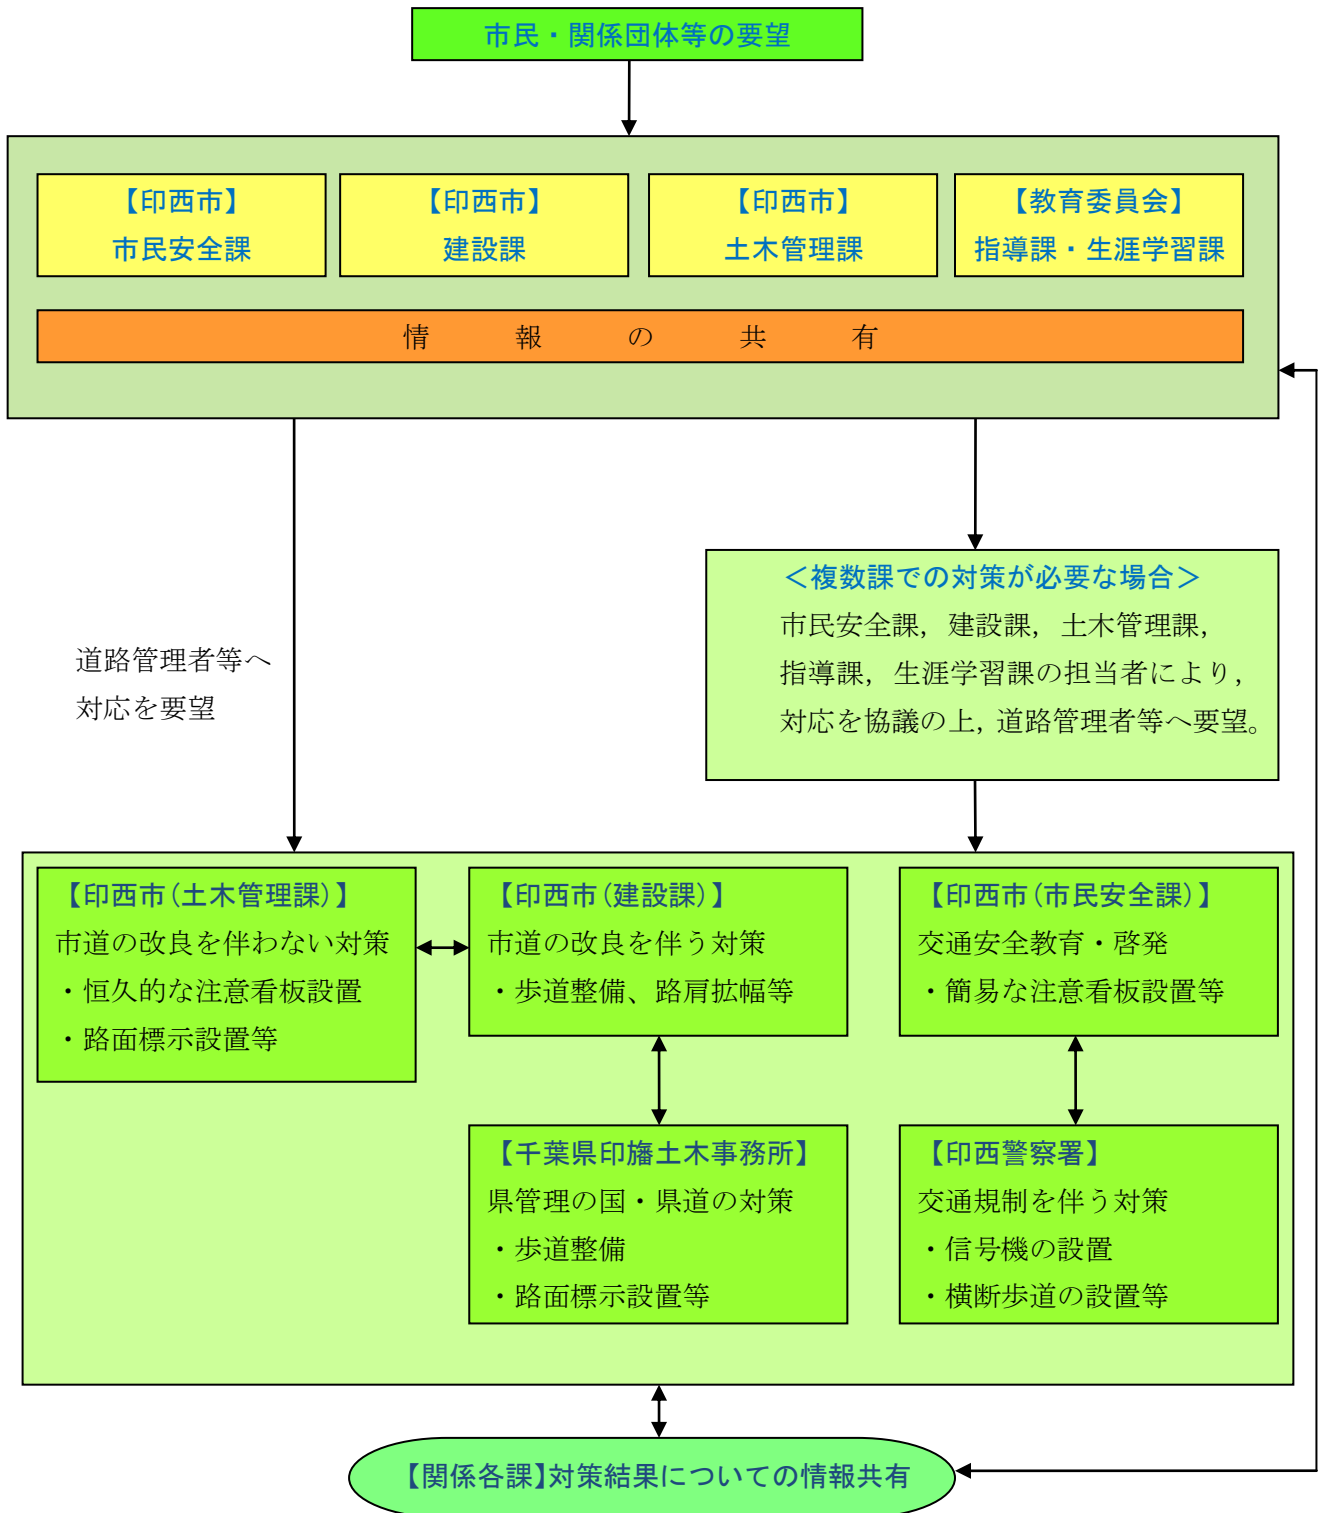 市民・関係団体等の要望
【印西市】
市民安全課
【印西市】
建設課
【印西市】
土木管理課
【教育委員会】
指導課・生涯学習課
情報の共有
道路管理者等へ
対応を要望
＜複数課での対策が必要な場合＞
市民安全課，建設課，土木管理課，
指導課，生涯学習課の担当者により，
対応を協議の上，道路管理者等へ要望。
【印西市（土木管理課）】
市道の改良を伴わない対策
・恒久的な注意看板設置
・路面標示設置等
【印西市（建設課）】
市道の改良を伴う対策
・歩道整備、路肩拡幅等
【印西市（市民安全課）】
交通安全教育・啓発
・簡易な注意看板設置等
【千葉県印旛土木事務所】
県管理の国・県道の対策
・歩道整備
・路面標示設置等
【印西警察署】
交通規制を伴う対策
・信号機の設置
・横断歩道の設置等
【関係各課】対策結果についての情報共有